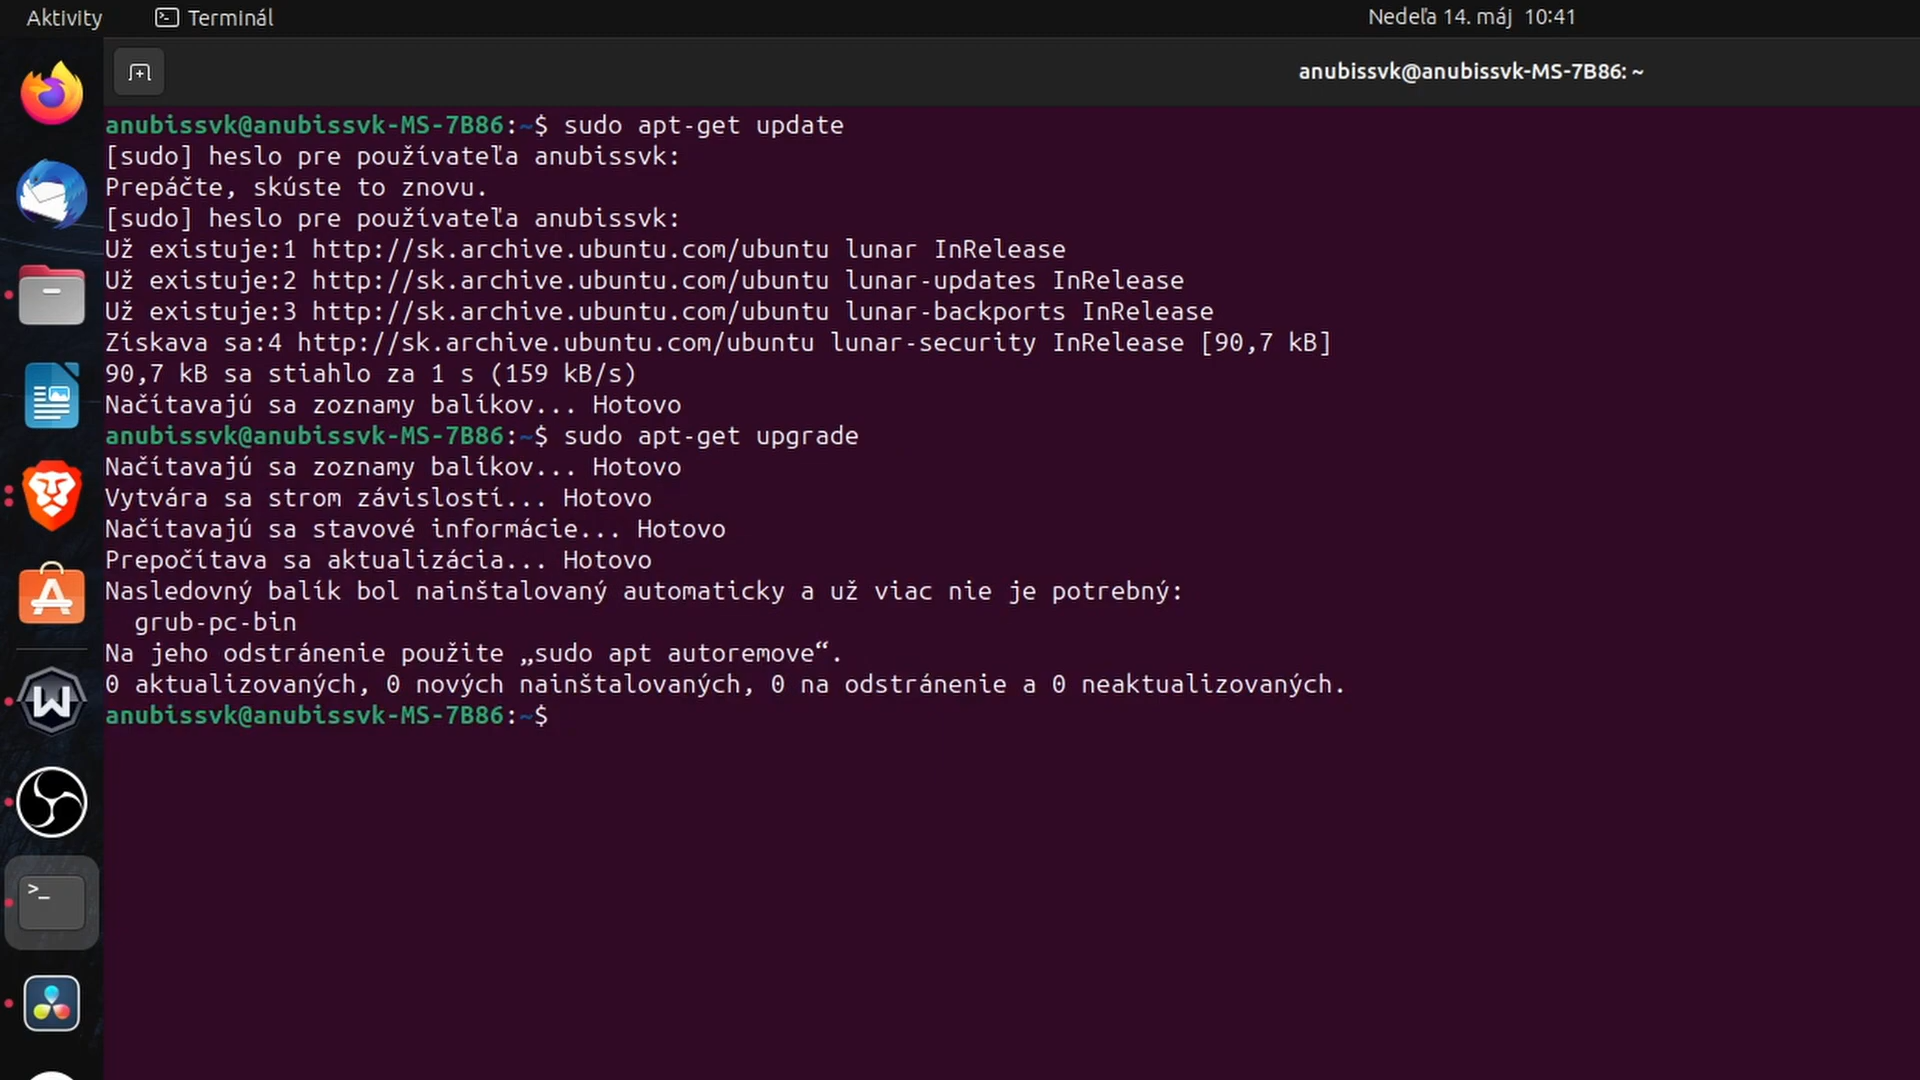 Aktivity
Terminál
Nedeľa 14. máj 10:41
anubissvk@anubissvk-MS-7B86: ~
anubissvk@anubissvk-MS-7B86:~$ sudo apt-get update
[sudo] heslo pre používateľa anubissvk:
Prepáčte, skúste to znovu.
[sudo] heslo pre používateľa anubissvk:
Už existuje:1 http://sk.archive.ubuntu.com/ubuntu lunar InRelease
Už existuje:2 http://sk.archive.ubuntu.com/ubuntu lunar-updates InRelease
Už existuje:3 http://sk.archive.ubuntu.com/ubuntu lunar-backports InRelease
Získava sa:4 http://sk.archive.ubuntu.com/ubuntu lunar-security InRelease [90,7 kB]
90,7 kB sa stiahlo za 1 s (159 kB/s)
Načítavajú sa zoznamy balíkov... Hotovo
anubissvk@anubissvk-MS-7B86:~$ sudo apt-get upgrade
Načítavajú sa zoznamy balíkov... Hotovo
Vytvára sa strom závislostí... Hotovo
Načítavajú sa stavové informácie... Hotovo
Prepočítava sa aktualizácia... Hotovo
Nasledovný balík bol nainštalovaný automaticky a už viac nie je potrebný:
  grub-pc-bin
Na jeho odstránenie použite „sudo apt autoremove“.
0 aktualizovaných, 0 nových nainštalovaných, 0 na odstránenie a 0 neaktualizovaných.
anubissvk@anubissvk-MS-7B86:~$